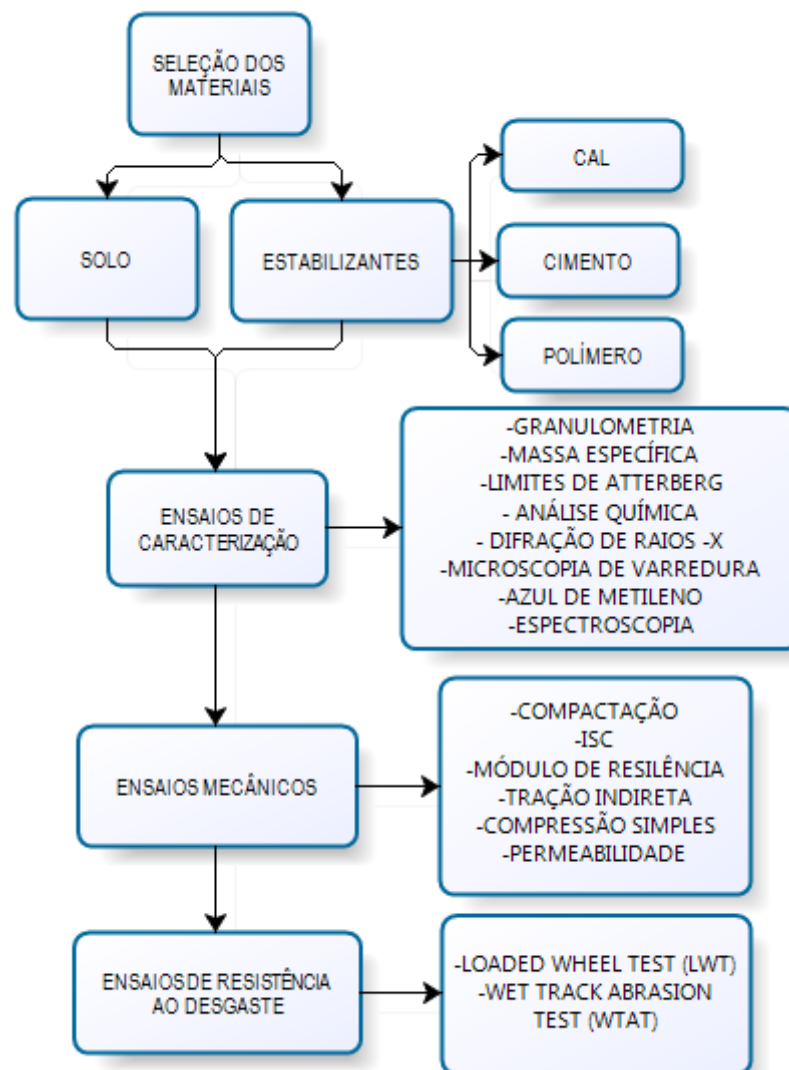 SELEÇÃO DOS
MATERIAIS
SOLO
ESTABILIZANTES
CAL
CIMENTO
POLÍMERO
ENSAIOS DE
CARACTERIZAÇÃO
-GRANULOMETRIA
-MASSA ESPECÍFICA
-LIMITES DE ATTERBERG
- ANÁLISE QUÍMICA
- DIFRAÇÃO DE RAIOS -X
-MICROSCOPIA DE VARREDURA
-AZUL DE METILENO
-ESPECTROSCOPIA
ENSAIOS MECÂNICOS
-COMPACTAÇÃO
-ISC
-MÓDULO DE RESILÊNCIA
-TRAÇÃO INDIRETA
-COMPRESSÃO SIMPLES
-PERMEABILIDADE
ENSAIOS DE RESISTÊNCIA
AO DESGASTE
-LOADED WHEEL TEST (LWT)
-WET TRACK ABRASION
TEST (WTAT)